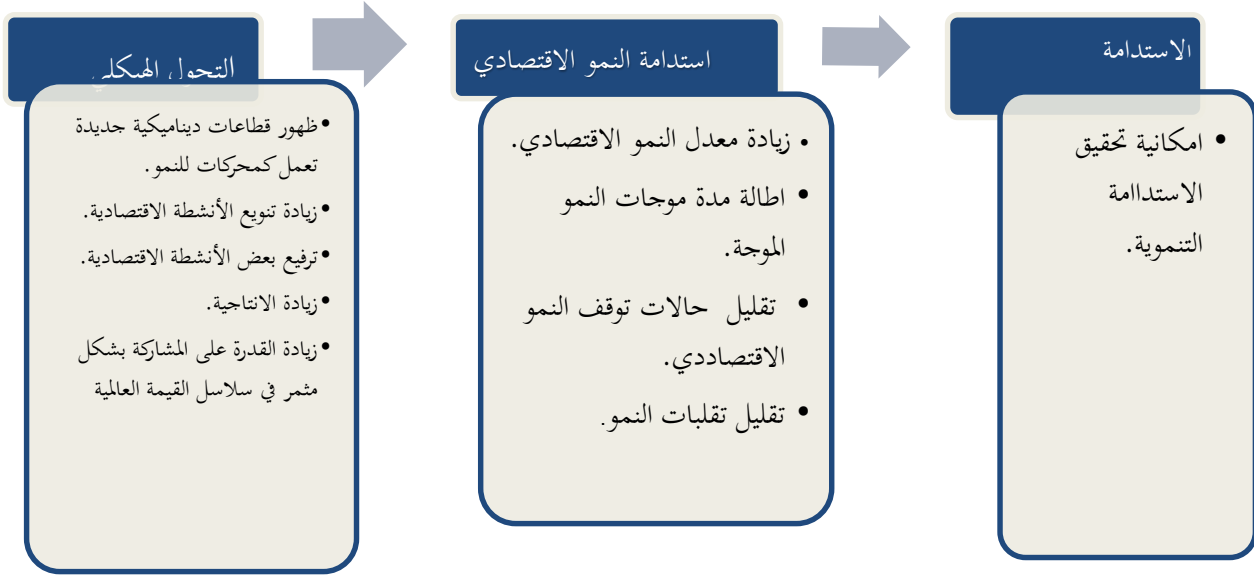 التحول الهيكلي
•ظهور قطاعات ديناميكية جديدة
تعمل كمحركات للنمو.
•زيادة تنويع الأنشطة الاقتصادية.
•ترفيع بعض الأنشطة الاقتصادية.
•زيادة الانتاجية.
•زيادة القدرة على المشاركة بشكل
مثمر في سلاسل القيمة العالمية
استدامة النمو الاقتصادي
• زيادة معدل النمو الاقتصادي.
• اطالة مدة موجات النمو
الموجة.
• تقليل حالات توقف النمو
الاقتصاددي.
• تقليل تقلبات النمو.
الاستدامة
• امكانية تحقيق
الاستداامة
التنموية.